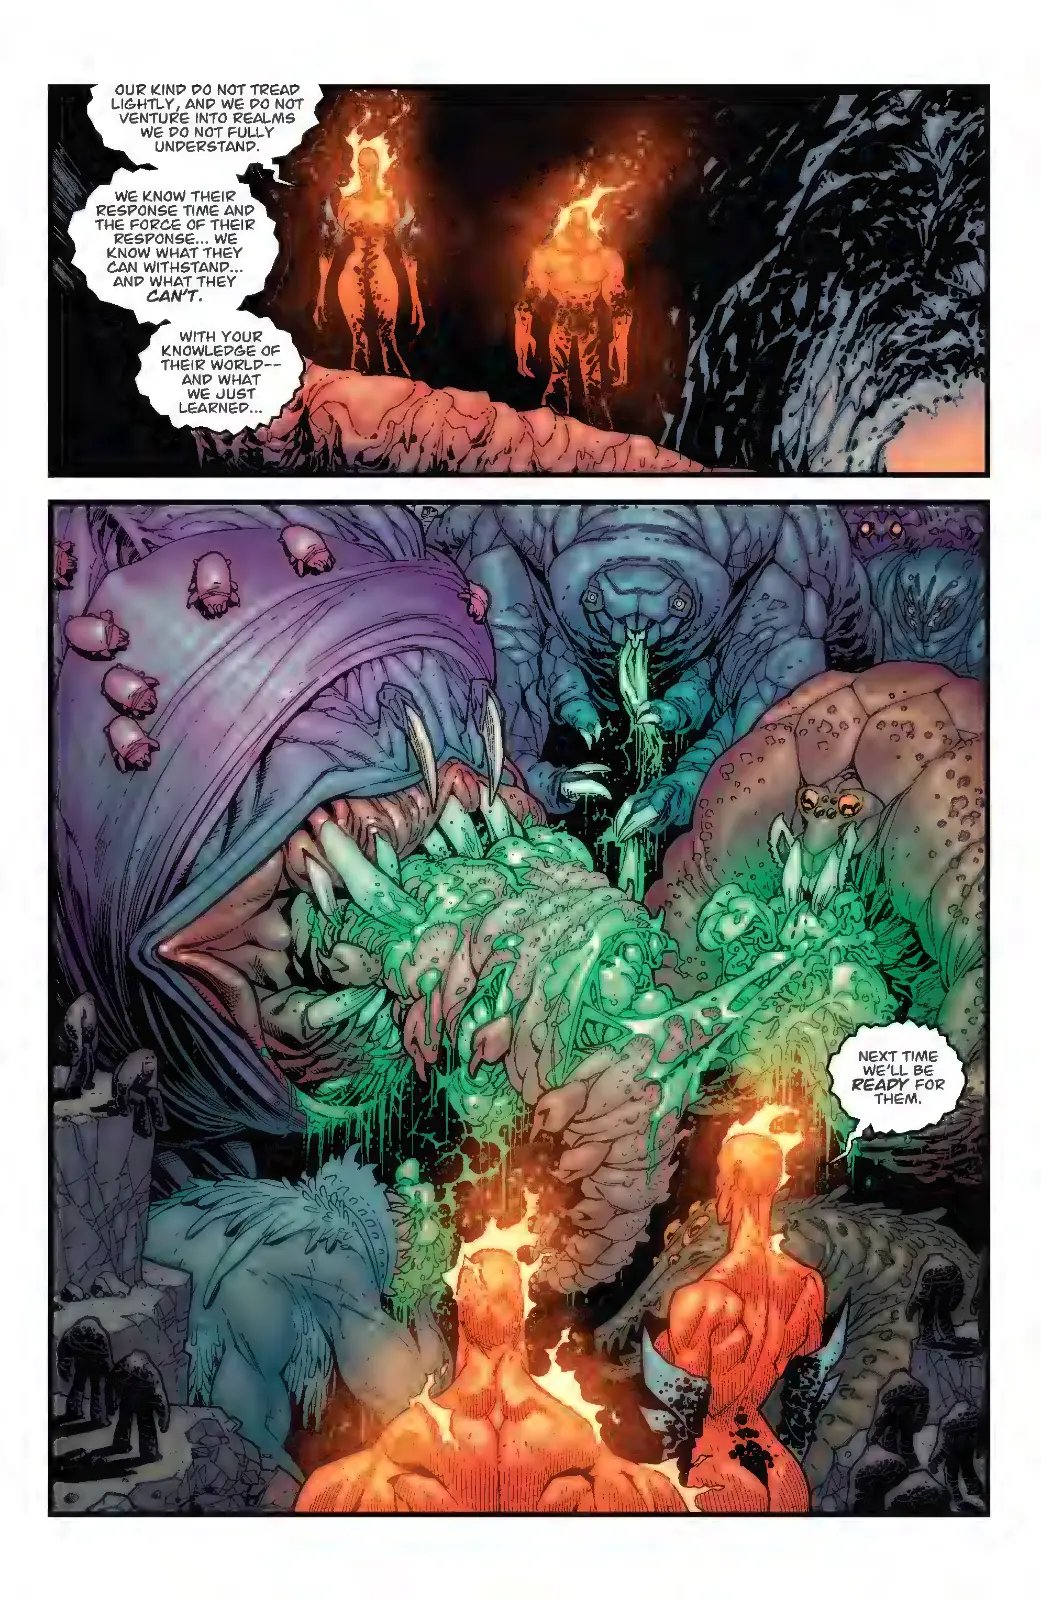 OUR KIND DO NOT TREAD
LIGHTLY, AND WE DO NOT
VENTURE INTO REALMS
WE DO NOT FULLY
UNDERSTAND.
WE KNOW THEIR
RESPONSE TIME AND
THE FORCE OF THEIR
RESPONSE... WE
KNOW WHAT THEY
CAN WITHSTAND...
AND WHAT THEY
CAN'T.
WITH YOUR
KNOWLEDGE OF
THEIR WORLD--
AND WHAT
WE JUST
LEARNED...
NEXT TIME
WE'LL BE
READY FOR
THEM.